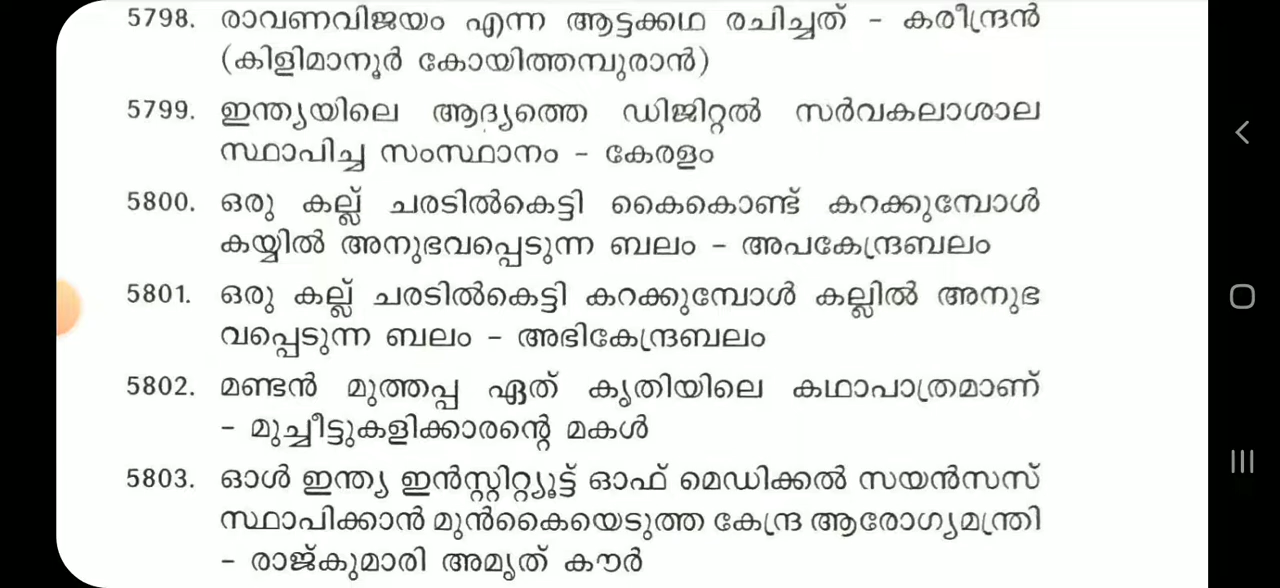 5798. രാവണവിജയം എന്ന ആട്ടക്കഥ രചിച്ചത് - കരീന്ദ്രൻ
(കിളിമാനൂർ കോയിത്തമ്പുരാൻ)
5799. ഇന്ത്യയിലെ ആദ്യത്തെ ഡിജിറ്റൽ സർവകലാശാല
സ്ഥാപിച്ച സംസ്ഥാനം - കേരളം
5800. ഒരു കല്ല് ചരടിൽകെട്ടി കൈകൊണ്ട് കറക്കുമ്പോൾ
കയ്യിൽ അനുഭവപ്പെടുന്ന ബലം - അപകേന്ദ്രബലം
5801. ഒരു കല്ല് ചരടിൽകെട്ടി കറക്കുമ്പോൾ കല്ലിൽ അനുഭ
വപ്പെടുന്ന ബലം - അഭികേന്ദ്രബലം
5802. മണ്ടൻ മുത്തപ്പ ഏത് കൃതിയിലെ കഥാപാത്രമാണ്
- മുച്ചീട്ടുകളിക്കാരന്റെ മകൾ
5803. ഓൾ ഇന്ത്യ ഇൻസ്റ്റിറ്റ്യൂട്ട് ഓഫ് മെഡിക്കൽ സയൻസസ്
സ്ഥാപിക്കാൻ മുൻകൈയെടുത്ത കേന്ദ്ര ആരോഗ്യമന്ത്രി
- രാജ്കുമാരി അമൃത് കൗർ